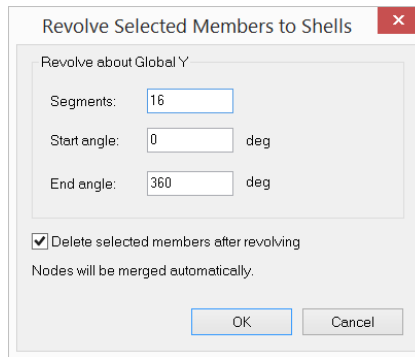 Revolve Selected Members to Shells
Revolve about Global Y
Segments: 16
Start angle: 0 deg
End angle: 360 deg
Delete selected members after revolving
Nodes will be merged automatically.
OK Cancel